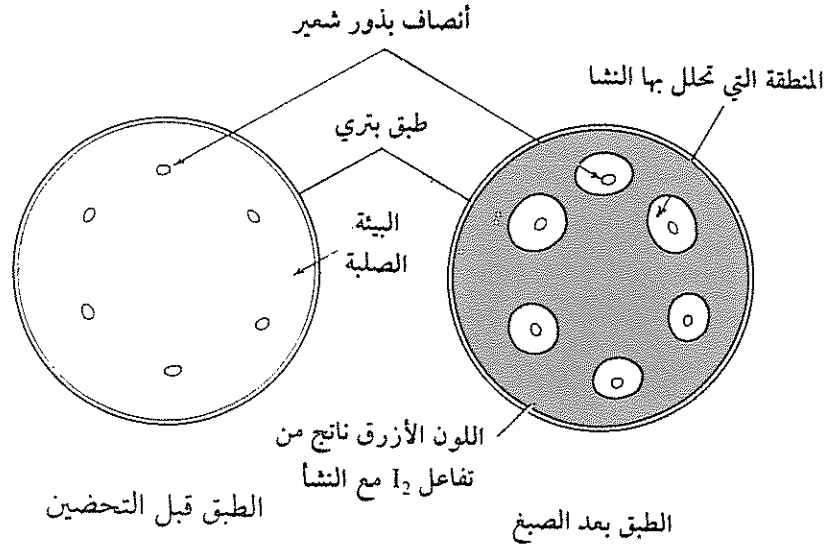 أنصاف بذور شعير
المنطقة التي تحلل بها النشا
طبق بتري
البيئة
الصلبة
اللون الأزرق ناتج من
تفاعل I₂ مع النشأ
الطبق قبل التحضين
الطبق بعد الصبغ